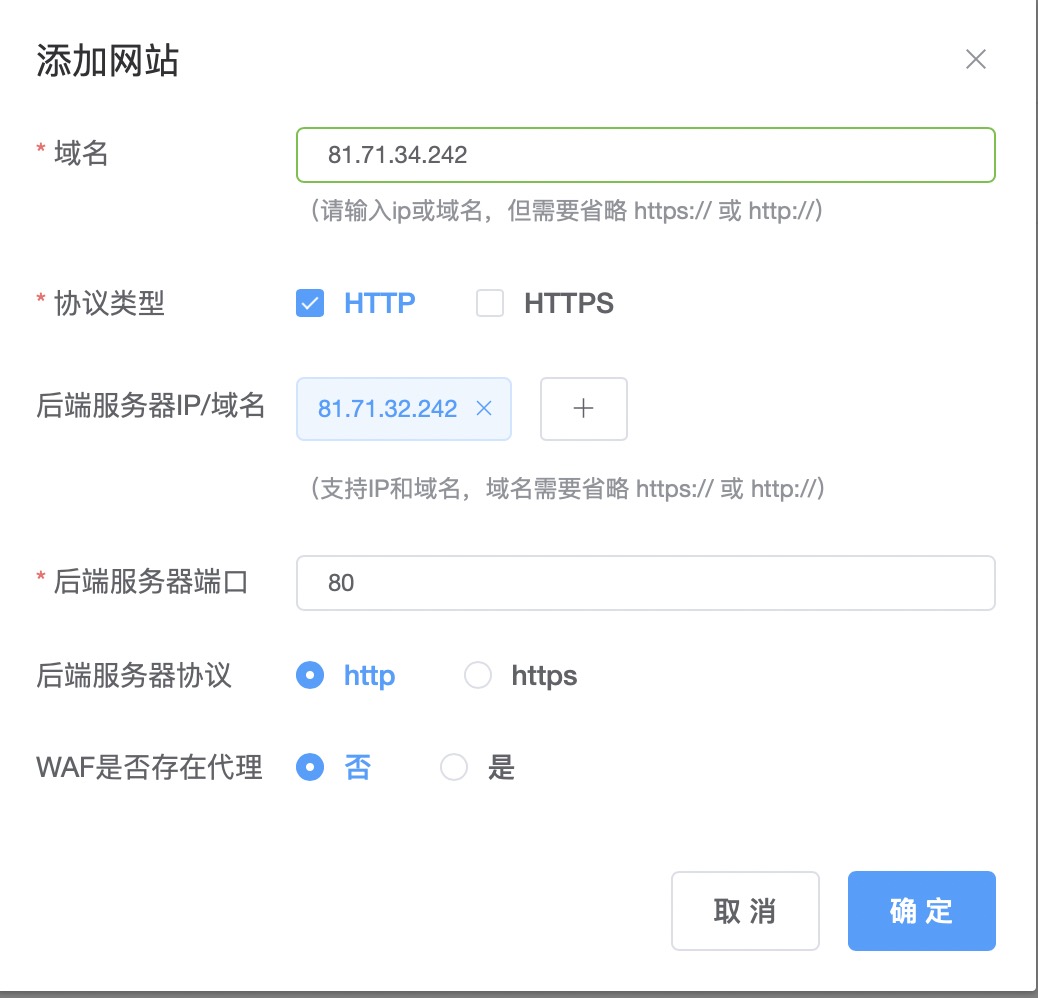 添加网站
* 域名 81.71.34.242
（请输入ip或域名，但需要省略 https:// 或 http://）
* 协议类型 HTTP HTTPS
后端服务器IP/域名 81.71.32.242
（支持IP和域名，域名需要省略 https:// 或 http://）
* 后端服务器端口 80
后端服务器协议 http https
WAF是否存在代理 否 是
取 消 确 定